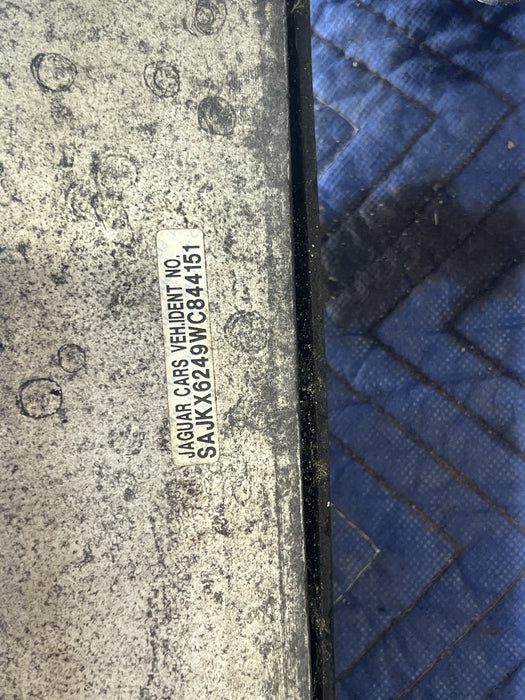 JAGUAR CARS VEH.IDENT NO.
SAJKX6249WC844151